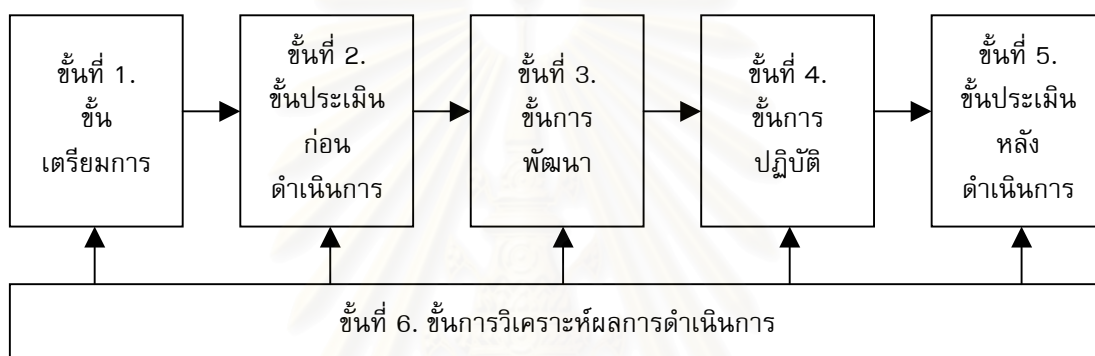 ขั้นที่ 1.
ขั้น
เตรียมการ
ขั้นที่ 2.
ขั้นประเมิน
ก่อน
ดำเนินการ
ขั้นที่ 3.
ขั้นการ
พัฒนา
ขั้นที่ 4.
ขั้นการ
ปฏิบัติ
ขั้นที่ 5.
ขั้นประเมิน
หลัง
ดำเนินการ
ขั้นที่ 6. ขั้นการวิเคราะห์ผลการดำเนินการ